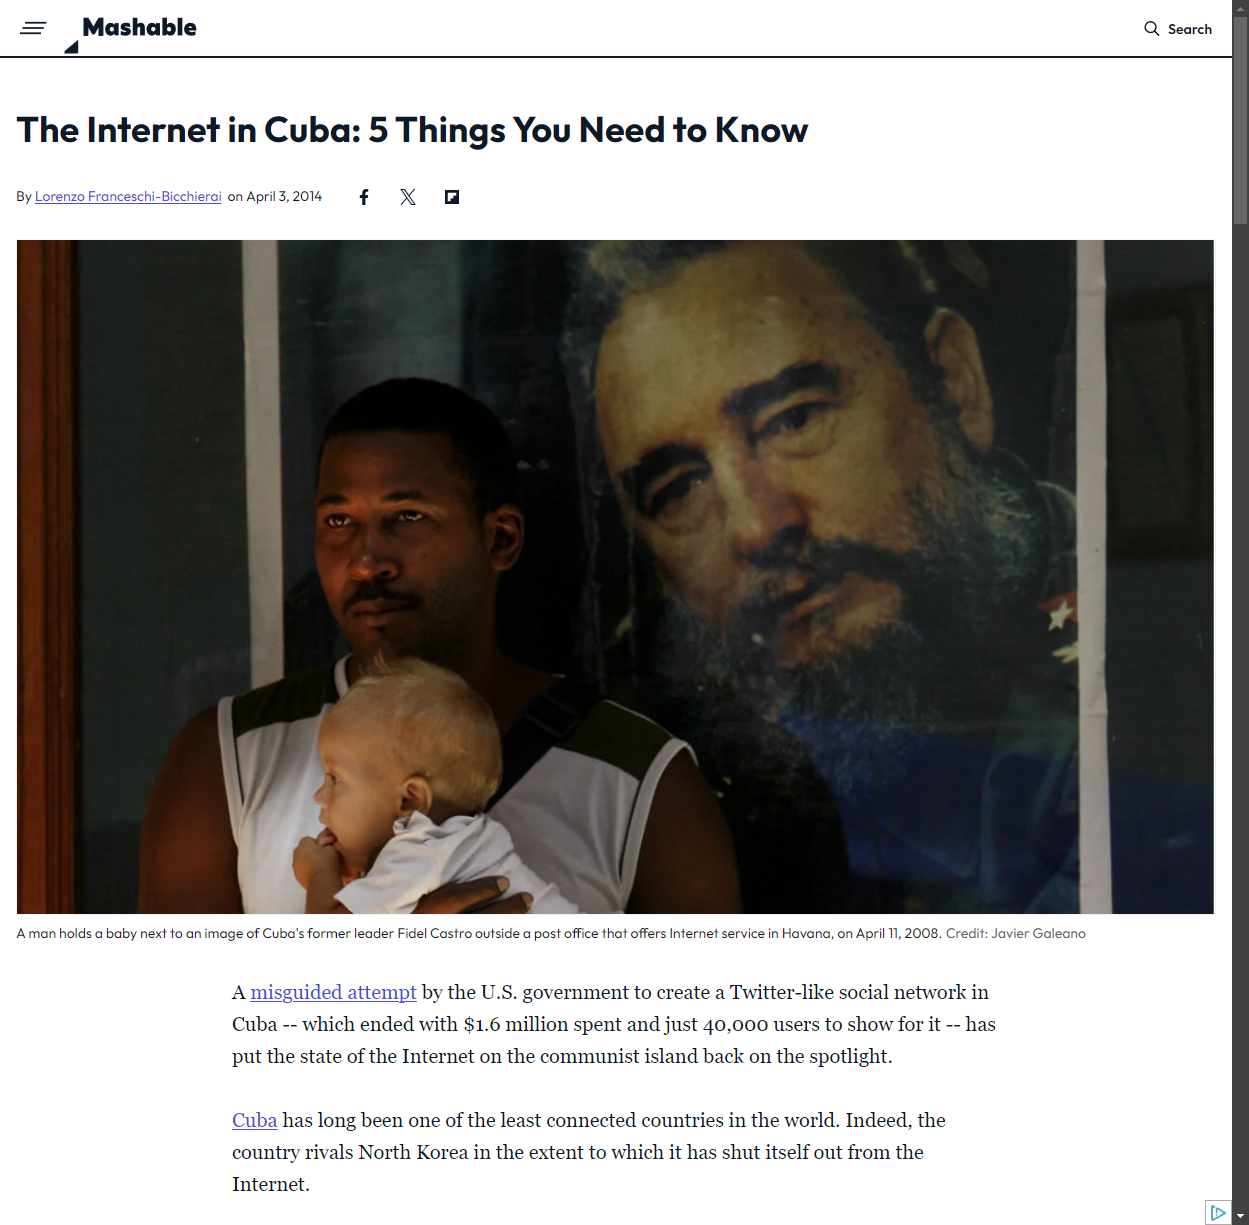 Mashable
Search
The Internet in Cuba: 5 Things You Need to Know
By Lorenzo Franceschi-Bicchierai on April 3, 2014
A man holds a baby next to an image of Cuba's former leader Fidel Castro outside a post office that offers Internet service in Havana, on April 11, 2008. Credit: Javier Galeano
A misguided attempt by the U.S. government to create a Twitter-like social network in
Cuba -- which ended with $1.6 million spent and just 40,000 users to show for it -- has
put the state of the Internet on the communist island back on the spotlight.
Cuba has long been one of the least connected countries in the world. Indeed, the
country rivals North Korea in the extent to which it has shut itself out from the
Internet.